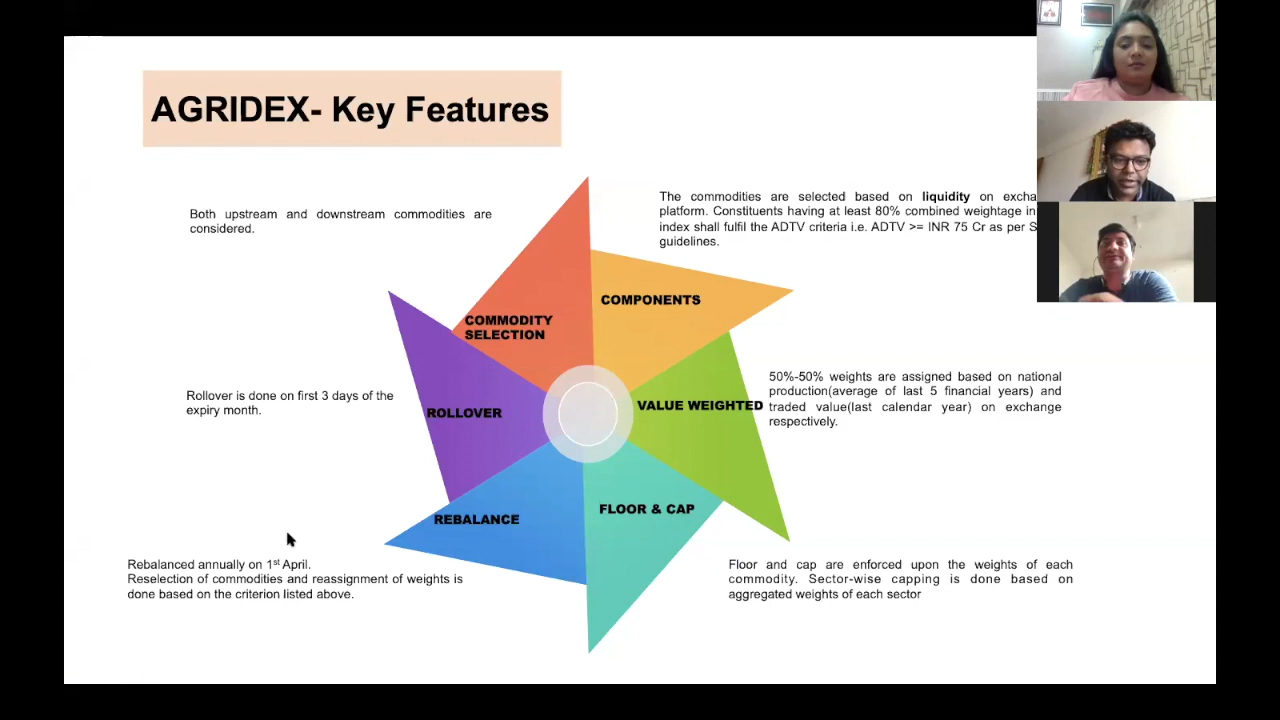 AGRIDEX- Key Features
Both upstream and downstream commodities are
considered.
The commodities are selected based on liquidity on
platform. Constituents having at least 80% combined weightage in
index shall fulfil the ADTV criteria i.e. ADTV >= INR 75 Cr as per
guidelines.
COMPONENTS
COMMODITY
SELECTION
50%-50% weights are assigned based on national
production(average of last 5 financial years) and
traded value(last calendar year) on exchange
respectively.
Rollover is done on first 3 days of the
expiry month.
ROLLOVER
VALUE WEIGHTED
FLOOR & CAP
REBALANCE
Rebalanced annually on 1st April.
Reselection of commodities and reassignment of weights is
done based on the criterion listed above.
Floor and cap are enforced upon the weights of each
commodity. Sector-wise capping is done based on
aggregated weights of each sector